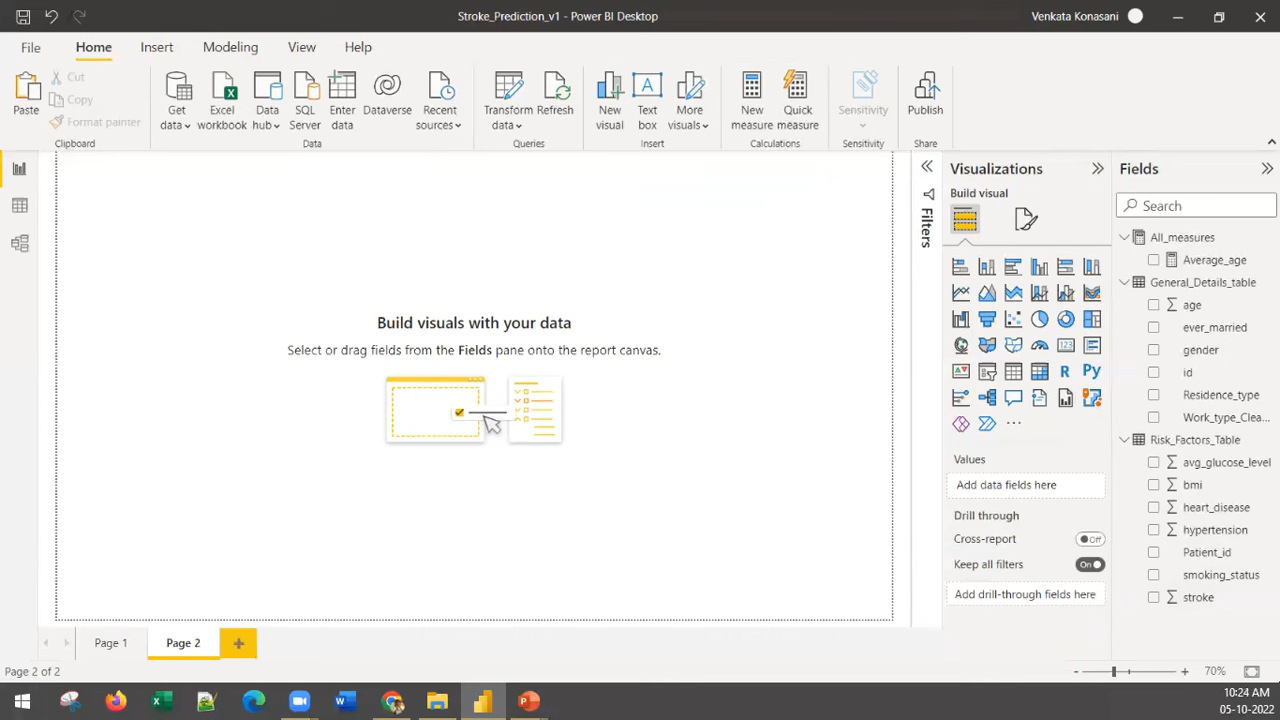 Stroke_Prediction_v1 - Power BI Desktop
Venkata Konasani
File Home Insert Modeling View Help
Paste
Cut
Copy
Format painter
Clipboard
Get data
Excel workbook
Data hub
SQL Server
Enter data
Dataverse
Recent sources
Data
Transform data
Refresh
Queries
New visual
Text box
More visuals
Insert
New measure
Quick measure
Calculations
Sensitivity
Sensitivity
Publish
Share
Build visuals with your data
Select or drag fields from the Fields pane onto the report canvas.
Filters
Visualizations
Build visual
123
R
Py
Values
Add data fields here
Drill through
Cross-report Off
Keep all filters On
Add drill-through fields here
Fields
Search
All_measures
Average_age
General_Details_table
age
ever_married
gender
id
Residence_type
Work_type_Clea...
Risk_Factors_Table
avg_glucose_level
bmi
heart_disease
hypertension
Patient_id
smoking_status
stroke
Page 1 Page 2
Page 2 of 2
70%
10:24 AM
05-10-2022